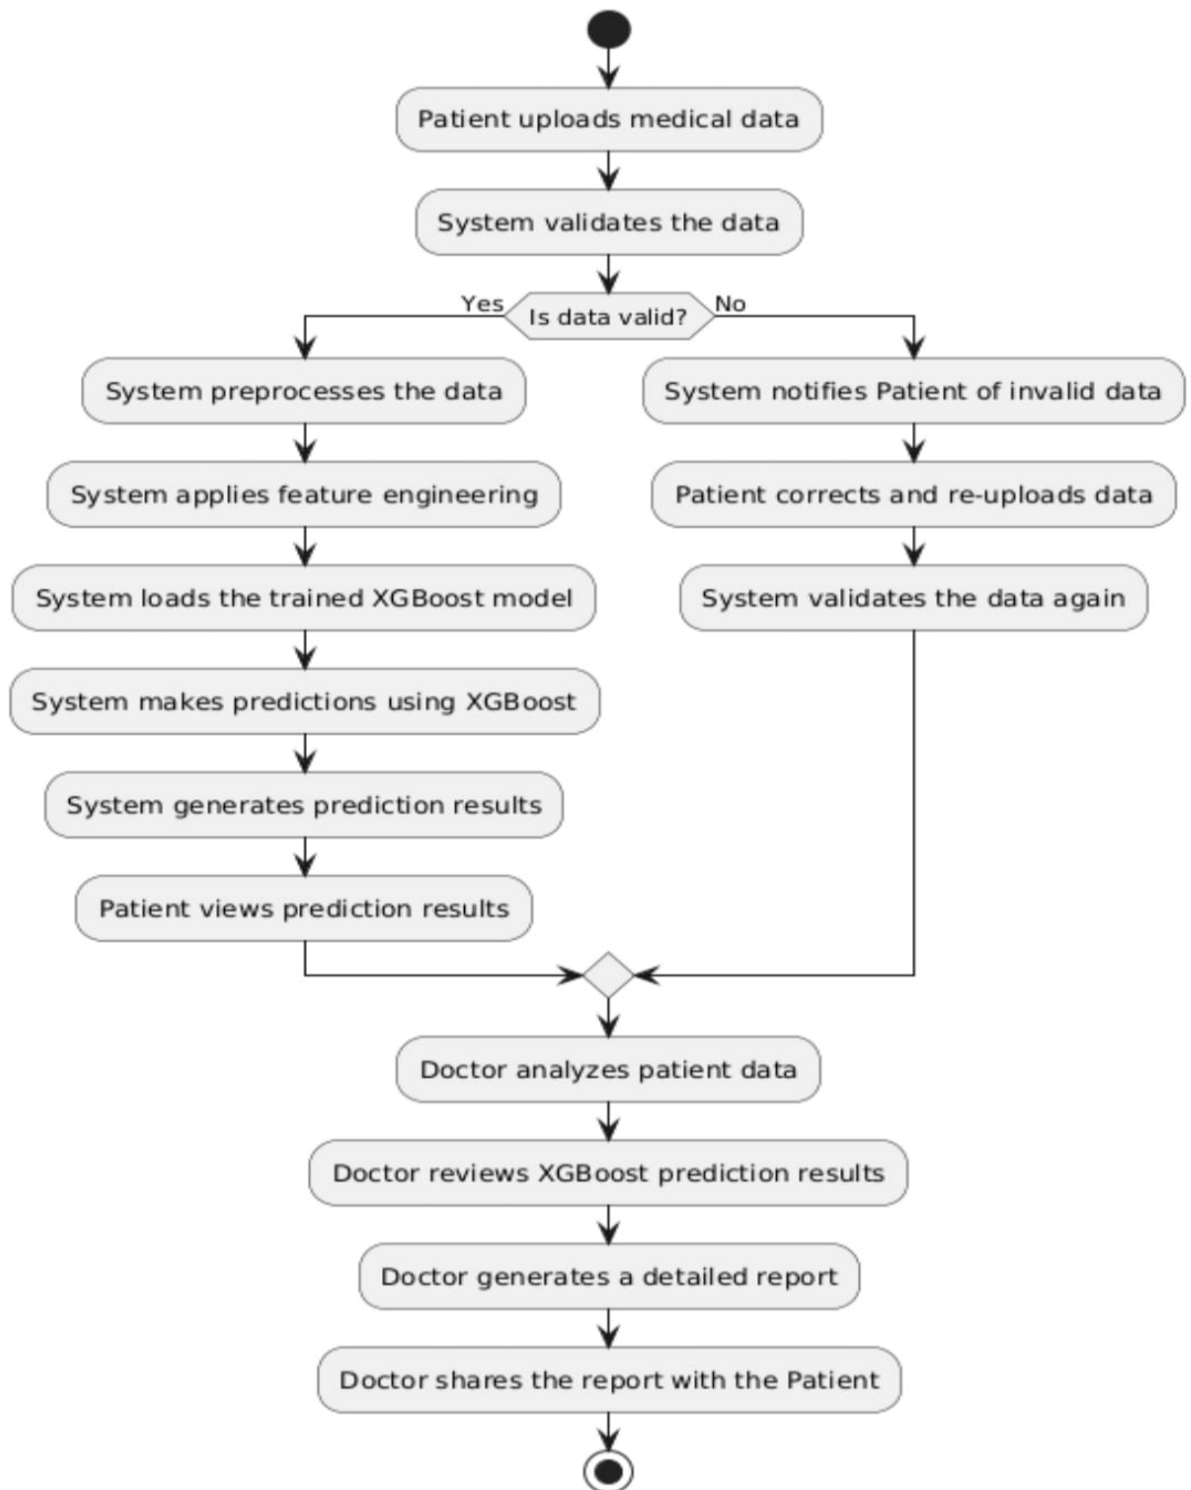 Patient uploads medical data
System validates the data
Yes
Is data valid?
No
System preprocesses the data
System applies feature engineering
System loads the trained XGBoost model
System makes predictions using XGBoost
System generates prediction results
Patient views prediction results
System notifies Patient of invalid data
Patient corrects and re-uploads data
System validates the data again
Doctor analyzes patient data
Doctor reviews XGBoost prediction results
Doctor generates a detailed report
Doctor shares the report with the Patient